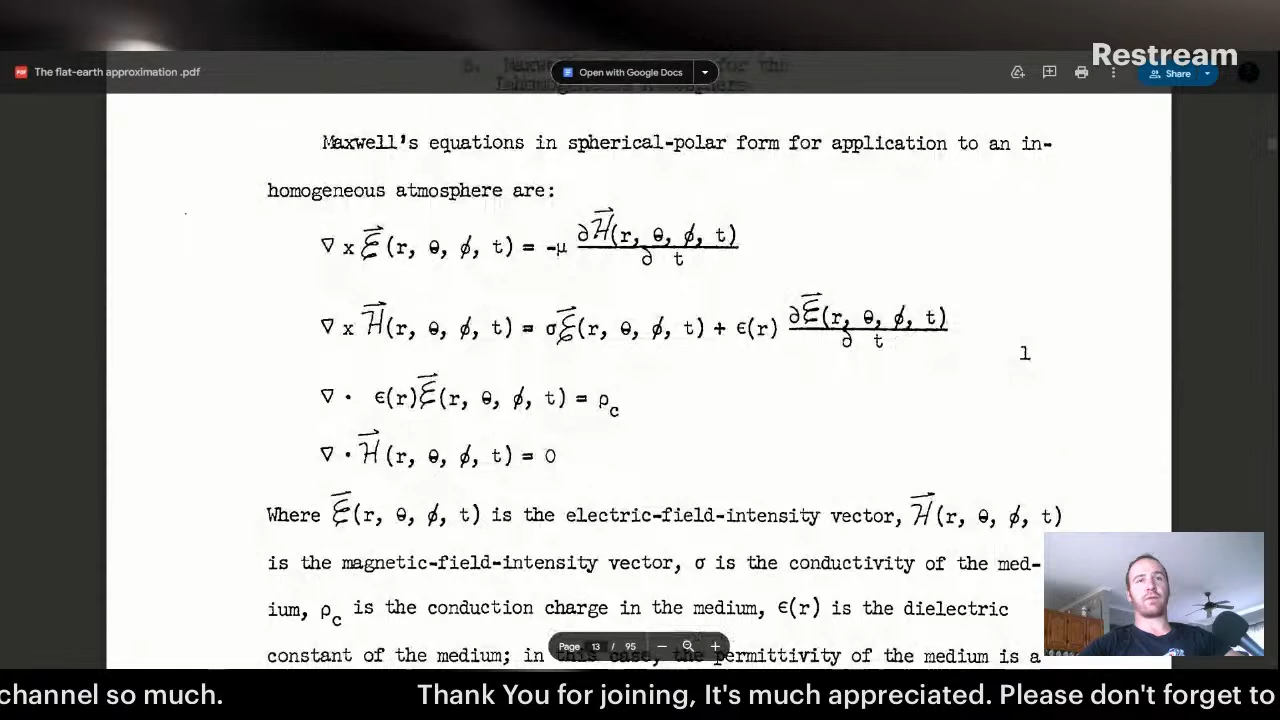 Restream
The flat-earth approximation .pdf
Open with Google Docs
Share
Maxwell's equations in spherical-polar form for application to an in-
homogeneous atmosphere are:
∇ x ℰ⃗(r, θ, ϕ, t) = -μ ∂ℋ⃗(r, θ, ϕ, t) / ∂ t
∇ x ℋ⃗(r, θ, ϕ, t) = σℰ⃗(r, θ, ϕ, t) + ϵ(r) ∂ℰ⃗(r, θ, ϕ, t) / ∂ t
1
∇ · ϵ(r)ℰ⃗(r, θ, ϕ, t) = ρc
∇ · ℋ⃗(r, θ, ϕ, t) = 0
Where ℰ⃗(r, θ, ϕ, t) is the electric-field-intensity vector, ℋ⃗(r, θ, ϕ, t)
is the magnetic-field-intensity vector, σ is the conductivity of the med-
ium, ρc is the conduction charge in the medium, ϵ(r) is the dielectric
constant of the medium; in this case, the permittivity of the medium is a
Page 13 / 95
channel so much. Thank You for joining, It's much appreciated. Please don't forget to